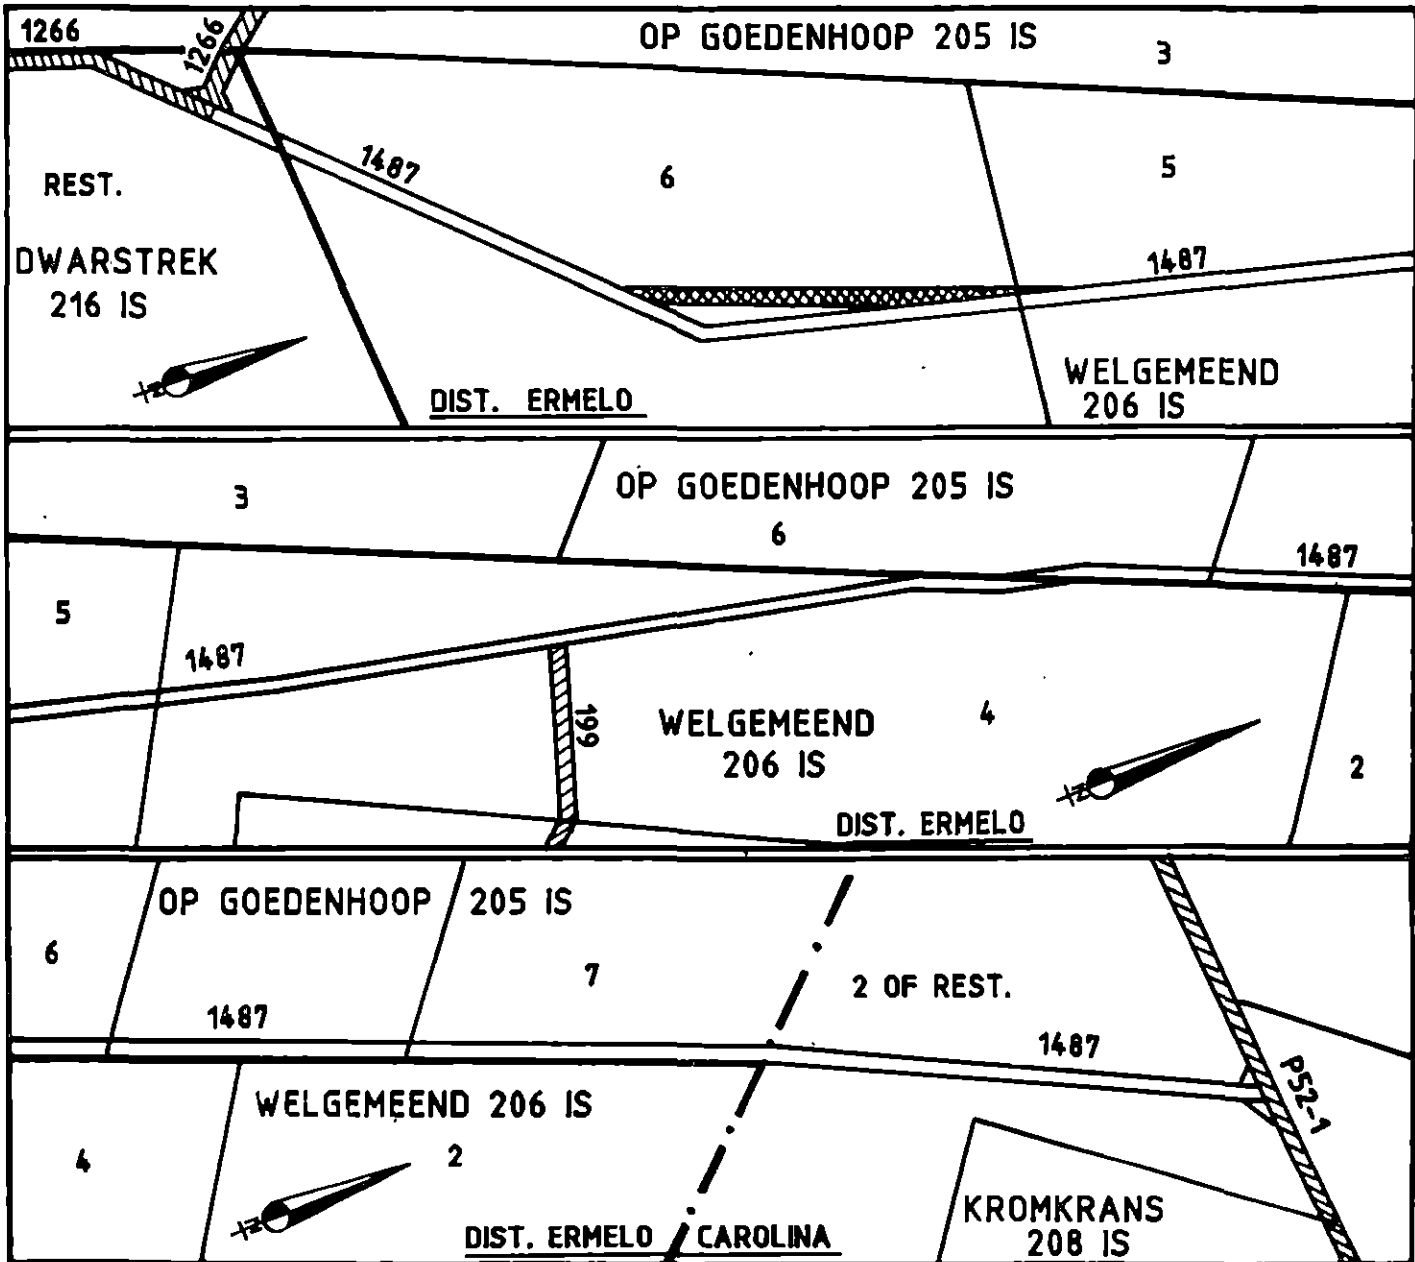 1266
1266
OP GOEDENHOOP 205 IS
3
1487
6
5
REST.
DWARSTREK
216 IS
1487
WELGEMEEND
206 IS
N
DIST. ERMELO
3
OP GOEDENHOOP 205 IS
6
1487
5
1487
199
WELGEMEEND
206 IS
4
2
N
DIST. ERMELO
OP GOEDENHOOP 205 IS
6
7
2 OF REST.
1487
1487
P52-1
WELGEMEEND 206 IS
4
2
N
KROMKRANS
208 IS
DIST. ERMELO CAROLINA